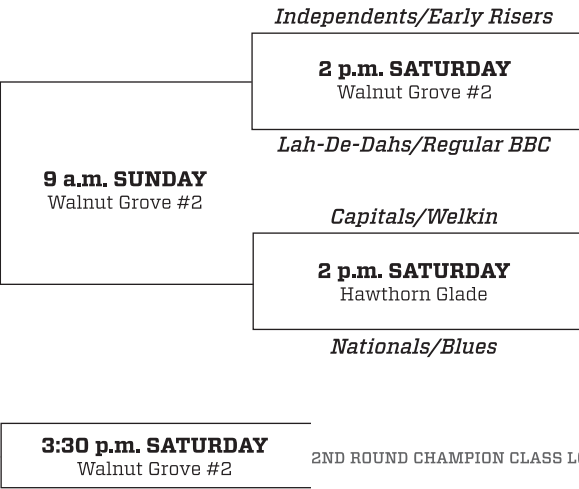 Independents/Early Risers
2 p.m. SATURDAY
Walnut Grove #2
Lah-De-Dahs/Regular BBC
9 a.m. SUNDAY
Walnut Grove #2
Capitals/Welkin
2 p.m. SATURDAY
Hawthorn Glade
Nationals/Blues
3:30 p.m. SATURDAY
Walnut Grove #2
2ND ROUND CHAMPION CLASS